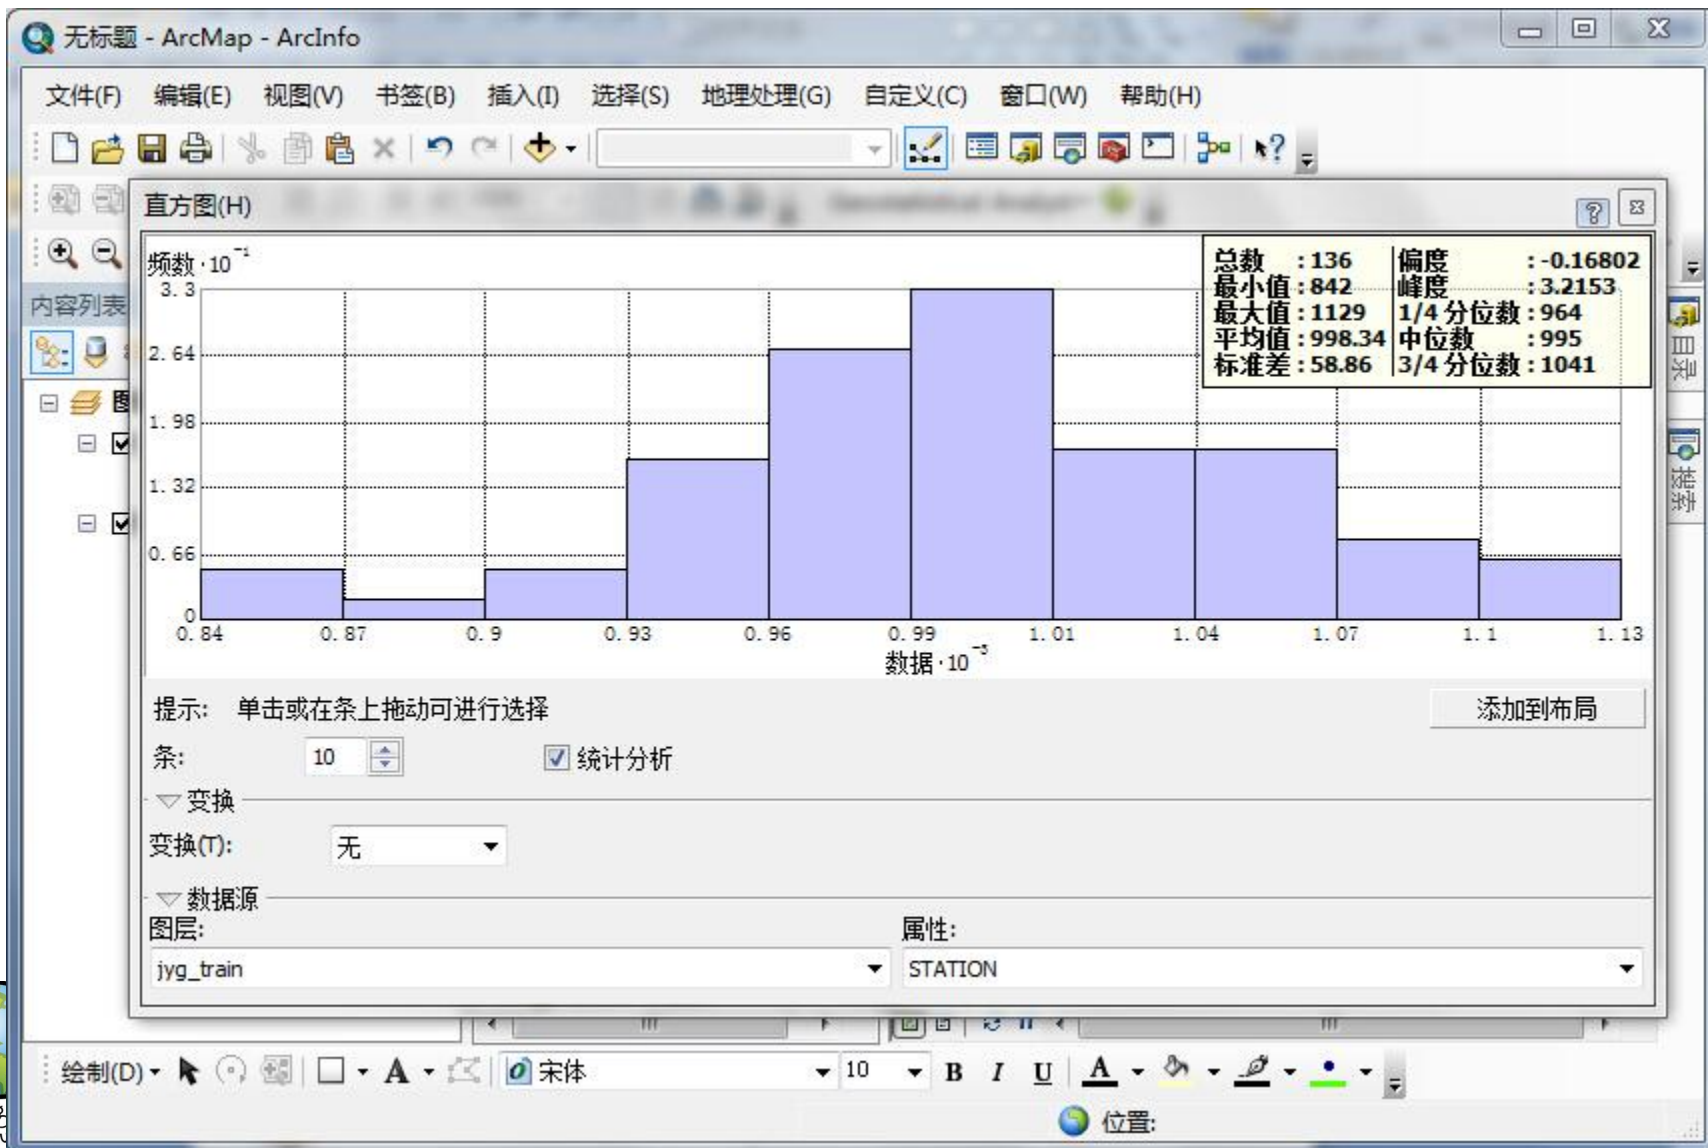 无标题 - ArcMap - ArcInfo
文件(F) 编辑(E) 视图(V) 书签(B) 插入(I) 选择(S) 地理处理(G) 自定义(C) 窗口(W) 帮助(H)
直方图(H)
内容列表
图
目录
搜索
频数·10⁻¹
总数 :136 偏度 :-0.16802
最小值:842 峰度 :3.2153
最大值:1129 1/4 分位数:964
平均值:998.34 中位数 :995
标准差:58.86 3/4 分位数:1041
3.3
2.64
1.98
1.32
0.66
0
0.84 0.87 0.9 0.93 0.96 0.99 1.01 1.04 1.07 1.1 1.13
数据·10⁻³
提示: 单击或在条上拖动可进行选择
添加到布局
条: 10 统计分析
变换
变换(T): 无
数据源
图层: 属性:
jyg_train STATION
绘制(D) A 宋体 10 B I U A
位置: